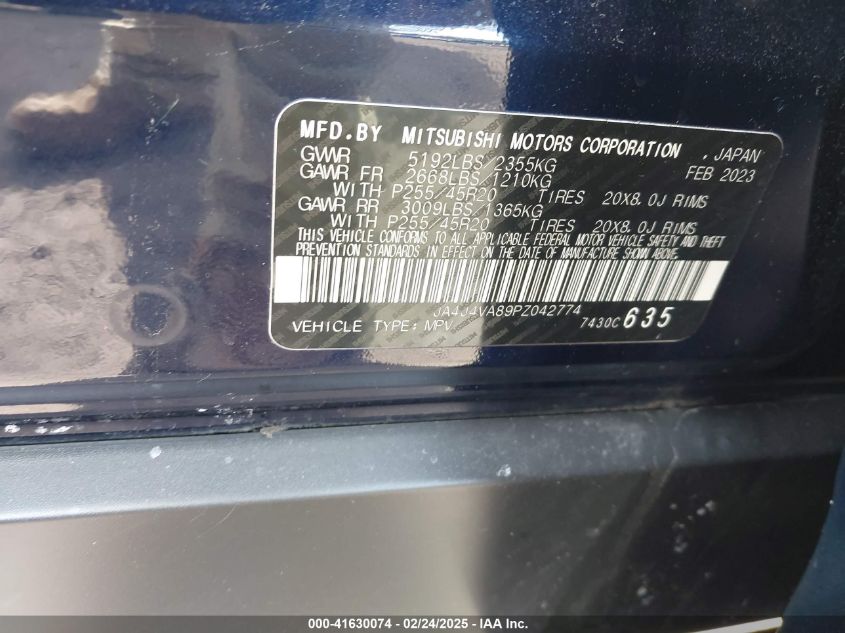 MFD.BY MITSUBISHI MOTORS CORPORATION , JAPAN
GVWR 5192LBS/2355KG FEB 2023
GAWR FR 2668LBS/1210KG
WITH P255/45R20 TIRES 20X8.0J RIMS
GAWR RR 3009LBS/1365KG
WITH P255/45R20 TIRES 20X8.0J RIMS
THIS VEHICLE CONFORMS TO ALL APPLICABLE FEDERAL MOTOR VEHICLE SAFETY AND THEFT
PREVENTION STANDARDS IN EFFECT ON THE DATE OF MANUFACTURE SHOWN ABOVE.
JA4J4VA89PZ042774
VEHICLE TYPE: MPV 7430C 635
000-41630074 - 02/24/2025 - IAA Inc.